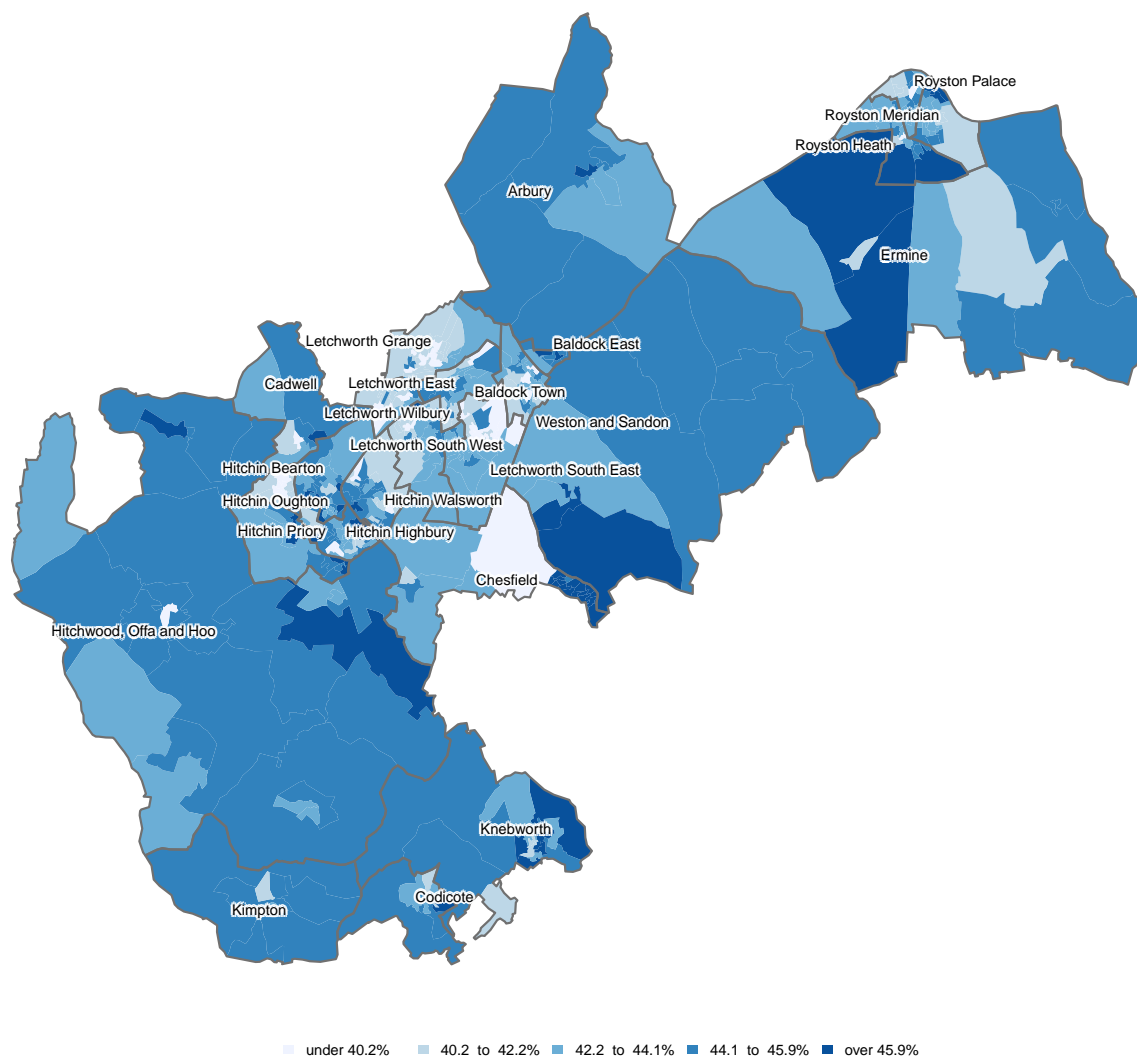 Royston Palace
Royston Meridian
Royston Heath
Arbury
Ermine
Letchworth Grange
Baldock East
Cadwell
Letchworth East
Baldock Town
Letchworth Wilbury
Weston and Sandon
Letchworth South West
Hitchin Bearton
Letchworth South East
Hitchin Oughton
Hitchin Walsworth
Hitchin Priory
Hitchin Highbury
Chesfield
Hitchwood, Offa and Hoo
Knebworth
Codicote
Kimpton
under 40.2% 40.2 to 42.2% 42.2 to 44.1% 44.1 to 45.9% over 45.9%